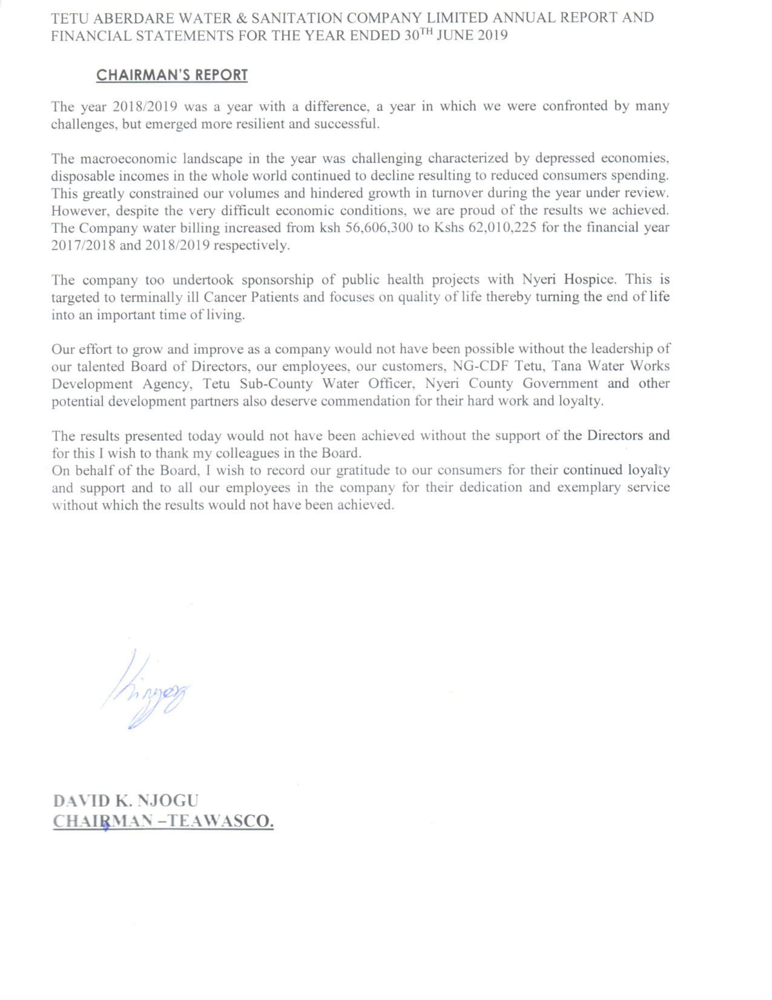 TETU ABERDARE WATER & SANITATION COMPANY LIMITED ANNUAL REPORT AND
FINANCIAL STATEMENTS FOR THE YEAR ENDED 30TH JUNE 2019
CHAIRMAN'S REPORT
The year 2018/2019 was a year with a difference, a year in which we were confronted by many
challenges, but emerged more resilient and successful.
The macroeconomic landscape in the year was challenging characterized by depressed economies,
disposable incomes in the whole world continued to decline resulting to reduced consumers spending.
This greatly constrained our volumes and hindered growth in turnover during the year under review.
However, despite the very difficult economic conditions, we are proud of the results we achieved.
The Company water billing increased from ksh 56,606,300 to Kshs 62,010,225 for the financial year
2017/2018 and 2018/2019 respectively.
The company too undertook sponsorship of public health projects with Nyeri Hospice. This is
targeted to terminally ill Cancer Patients and focuses on quality of life thereby turning the end of life
into an important time of living.
Our effort to grow and improve as a company would not have been possible without the leadership of
our talented Board of Directors, our employees, our customers, NG-CDF Tetu, Tana Water Works
Development Agency, Tetu Sub-County Water Officer, Nyeri County Government and other
potential development partners also deserve commendation for their hard work and loyalty.
The results presented today would not have been achieved without the support of the Directors and
for this I wish to thank my colleagues in the Board.
On behalf of the Board, I wish to record our gratitude to our consumers for their continued loyalty
and support and to all our employees in the company for their dedication and exemplary service
without which the results would not have been achieved.
DAVID K. NJOGU
CHAIRMAN –TEAWASCO.